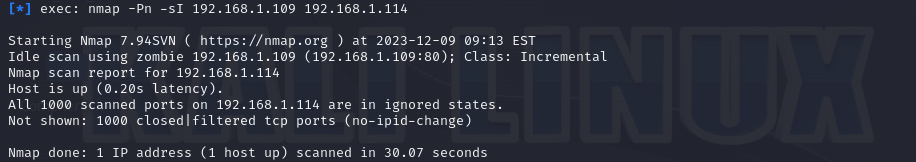 [*] exec: nmap -Pn -sI 192.168.1.109 192.168.1.114
Starting Nmap 7.94SVN ( https://nmap.org ) at 2023-12-09 09:13 EST
Idle scan using zombie 192.168.1.109 (192.168.1.109:80); Class: Incremental
Nmap scan report for 192.168.1.114
Host is up (0.20s latency).
All 1000 scanned ports on 192.168.1.114 are in ignored states.
Not shown: 1000 closed|filtered tcp ports (no-ipid-change)
Nmap done: 1 IP address (1 host up) scanned in 30.07 seconds
KALI LINUX